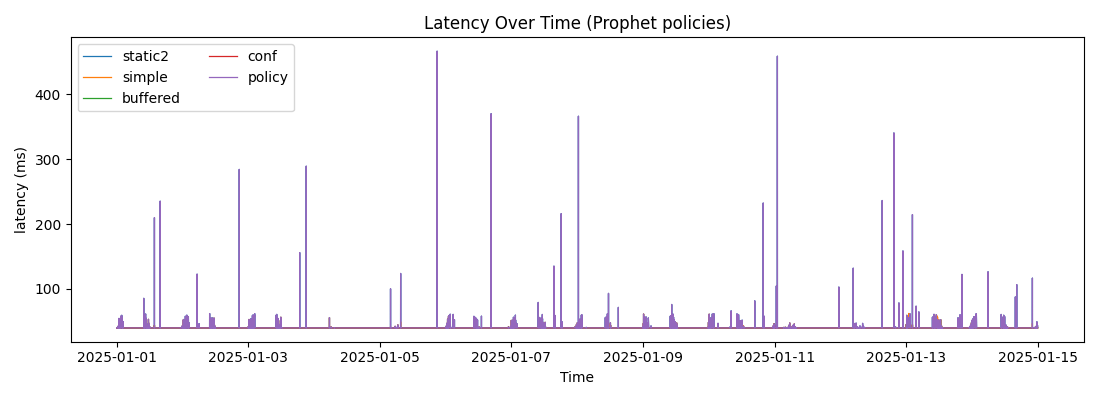 Latency Over Time (Prophet policies)
static2
simple
buffered
conf
policy
latency (ms)
400
300
200
100
2025-01-01
2025-01-03
2025-01-05
2025-01-07
2025-01-09
2025-01-11
2025-01-13
2025-01-15
Time